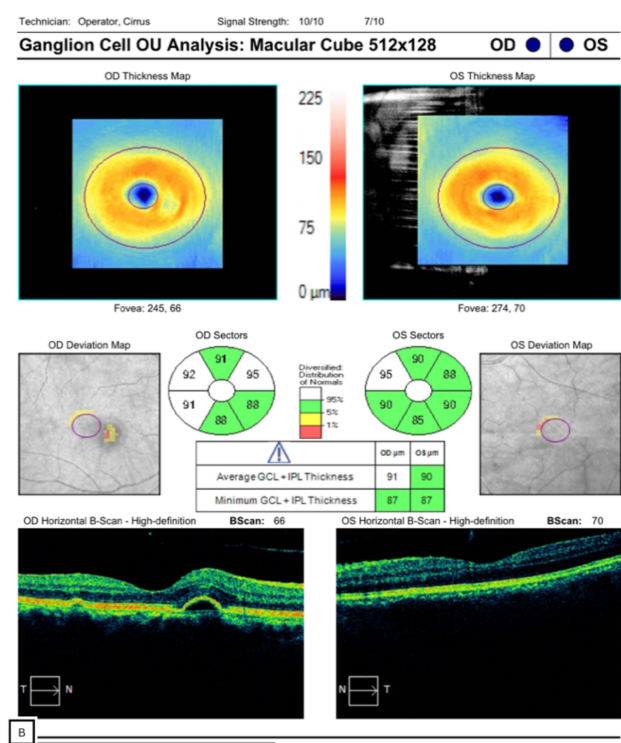 Technician: Operator, Cirrus Signal Strength: 10/10 7/10
Ganglion Cell OU Analysis: Macular Cube 512x128 OD OS
OD Thickness Map OS Thickness Map
225
150
75
0 µm
Fovea: 245, 66 Fovea: 274, 70
OD Deviation Map OD Sectors OS Sectors OS Deviation Map
91 90
92 95 95 88
Diversified:
Distribution
of Normals
95%
5%
1%
91 88 90 90
88 85
OD µm OS µm
Average GCL + IPL Thickness 91 90
Minimum GCL + IPL Thickness 87 87
OD Horizontal B-Scan - High-definition BScan: 66 OS Horizontal B-Scan - High-definition BScan: 70
T N N T
B